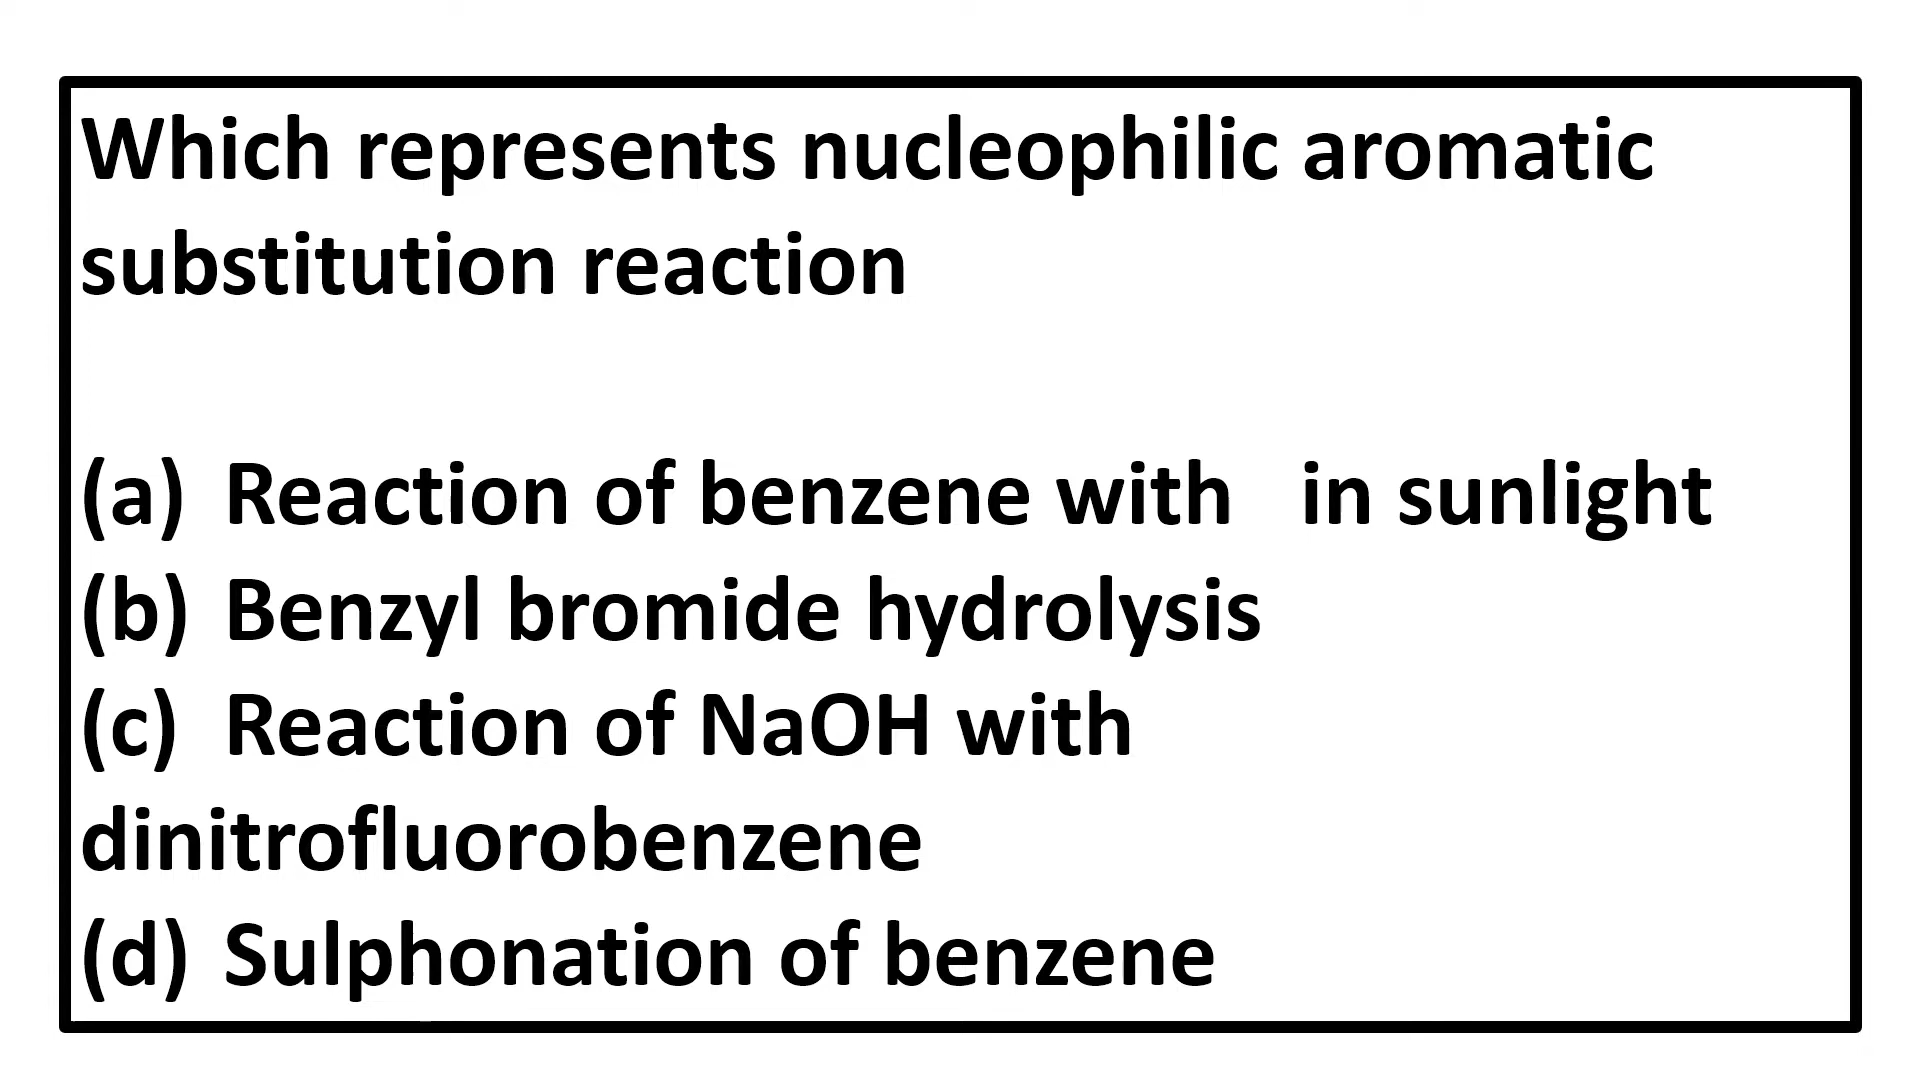 Which represents nucleophilic aromatic
substitution reaction
(a) Reaction of benzene with in sunlight
(b) Benzyl bromide hydrolysis
(c) Reaction of NaOH with
dinitrofluorobenzene
(d) Sulphonation of benzene